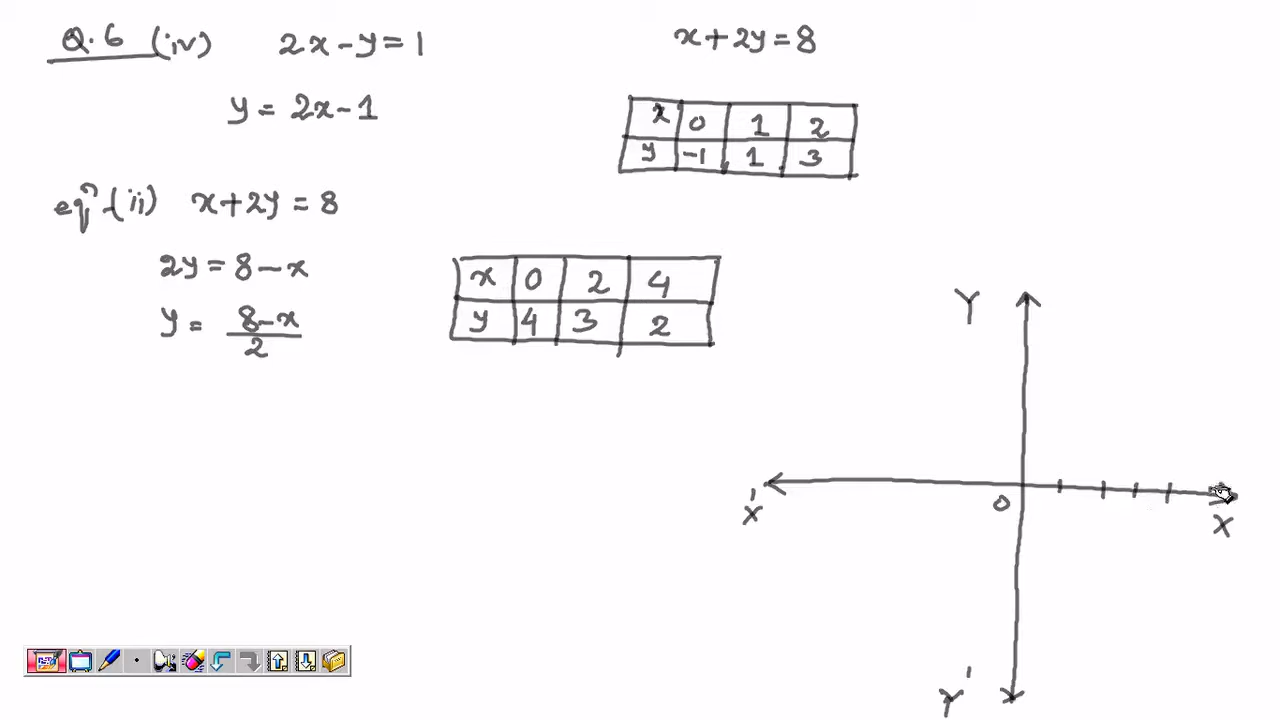 Q.6 (iv) 2x-y=1 x+2y=8
y = 2x-1
x 0 1 2
y -1 1 3
eqⁿ-(ii) x+2y=8
2y=8-x
y = 8-x
2
x 0 2 4
y 4 3 2
Y
X' O X
Y'